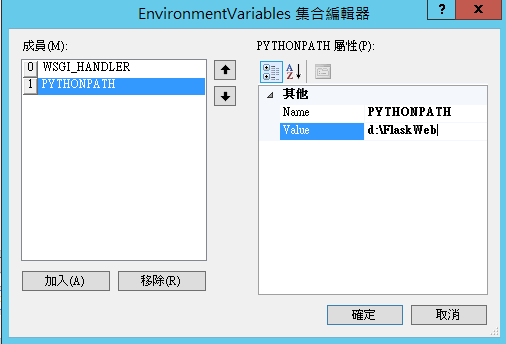 EnvironmentVariables 集合編輯器
? x
成員(M):
0 WSGI_HANDLER
1 PYTHONPATH
加入(A) 移除(R)
PYTHONPATH 屬性(P):
A
Z
其他
Name PYTHONPATH
Value d:\FlaskWeb
確定 取消